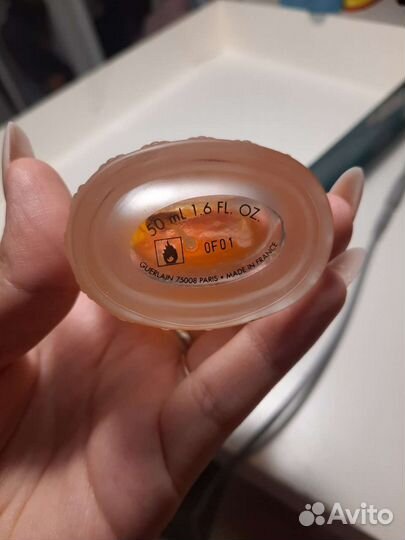 50 mL 1.6 FL. OZ.
0F01
GUERLAIN 75008 PARIS • MADE IN FRANCE
Avito